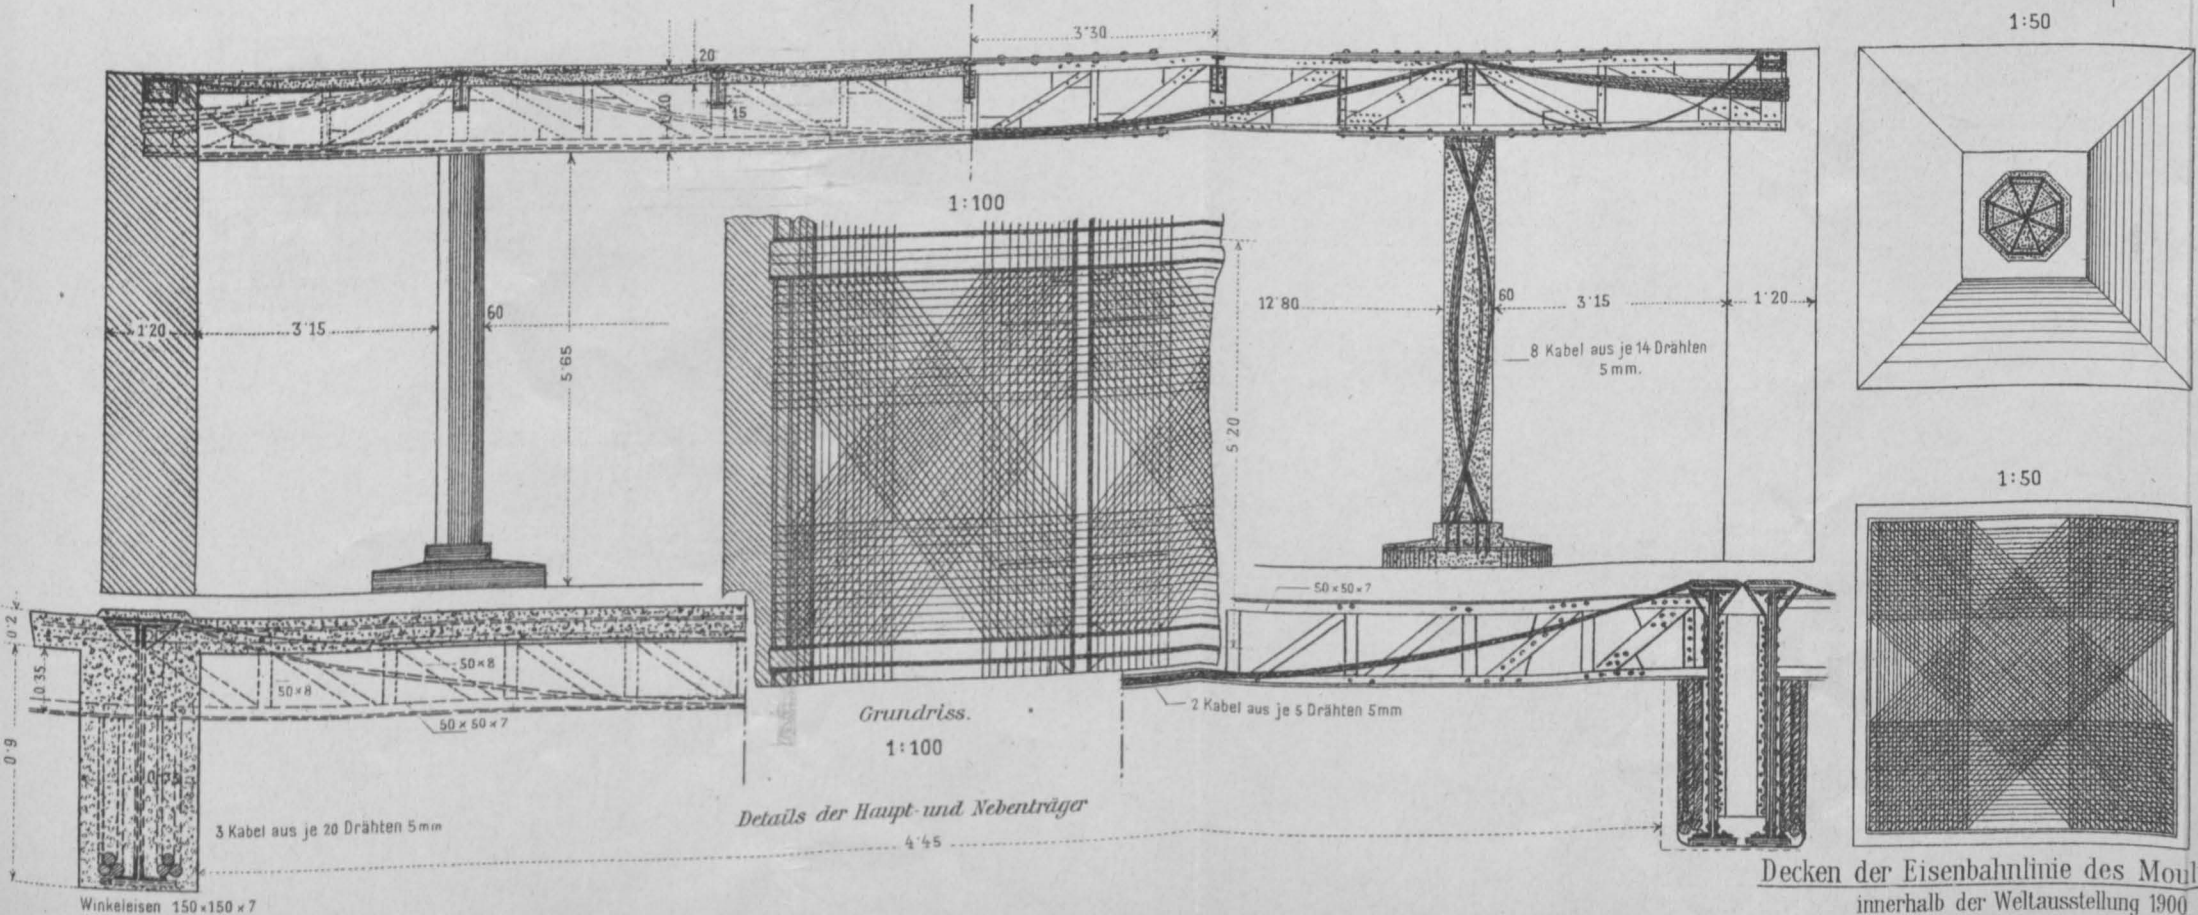 1:50
3·30
20
15
1:100
1·20
3·15
60
5·65
5·20
12·80
60
3·15
1·20
8 Kabel aus je 14 Drähten
5 mm.
1:50
50×50×7
0·2
0·35
50×8
50×8
50×50×7
0·9
2 Kabel aus je 5 Drähten 5mm
Grundriss.
1:100
Details der Haupt- und Nebenträger
3 Kabel aus je 20 Drähten 5mm
4·45
Winkeleisen 150×150×7
Decken der Eisenbahnlinie des Moul
innerhalb der Weltausstellung 1900